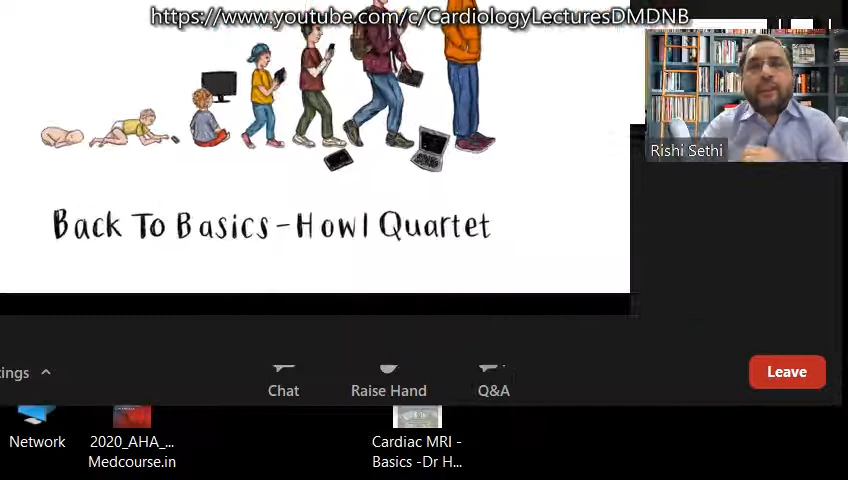 https://www.youtube.com/c/CardiologyLecturesDMDNB
Rishi Sethi
Back To Basics-Howl Quartet
ings
Chat
Raise Hand
Q&A
Leave
Network
2020_AHA_...
Medcourse.in
Cardiac MRI -
Basics -Dr H...